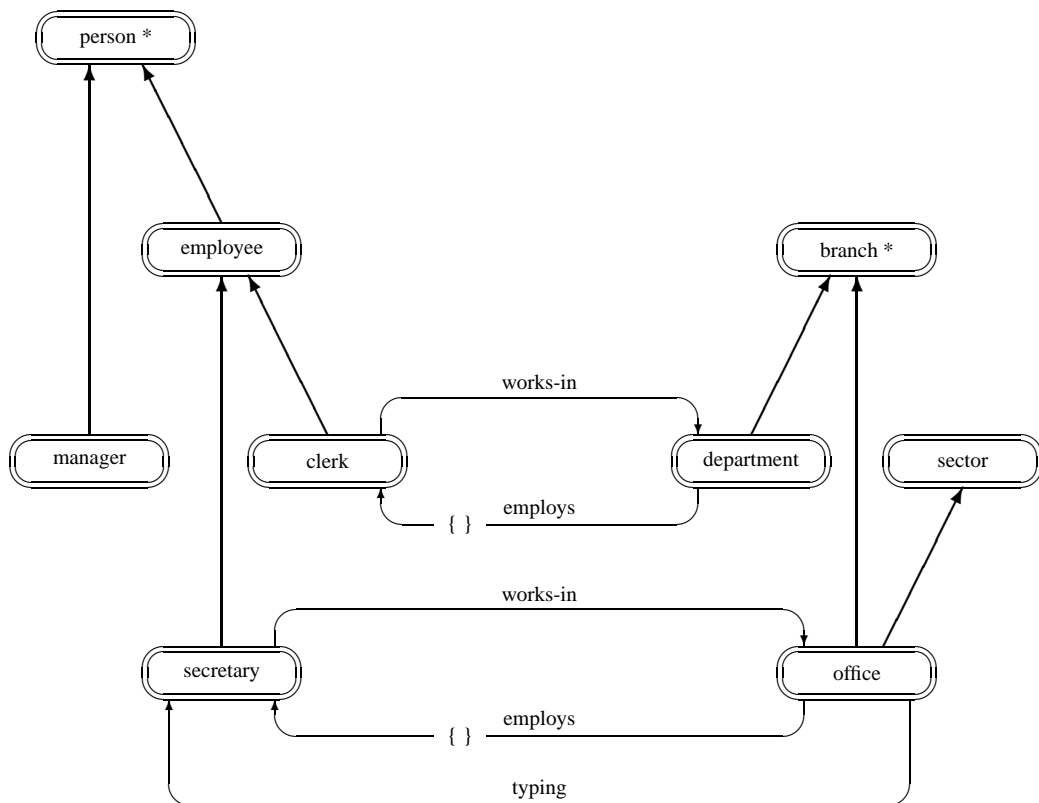 person *
employee
branch *
works-in
manager
clerk
department
sector
employs
{ }
works-in
secretary
office
employs
{ }
typing